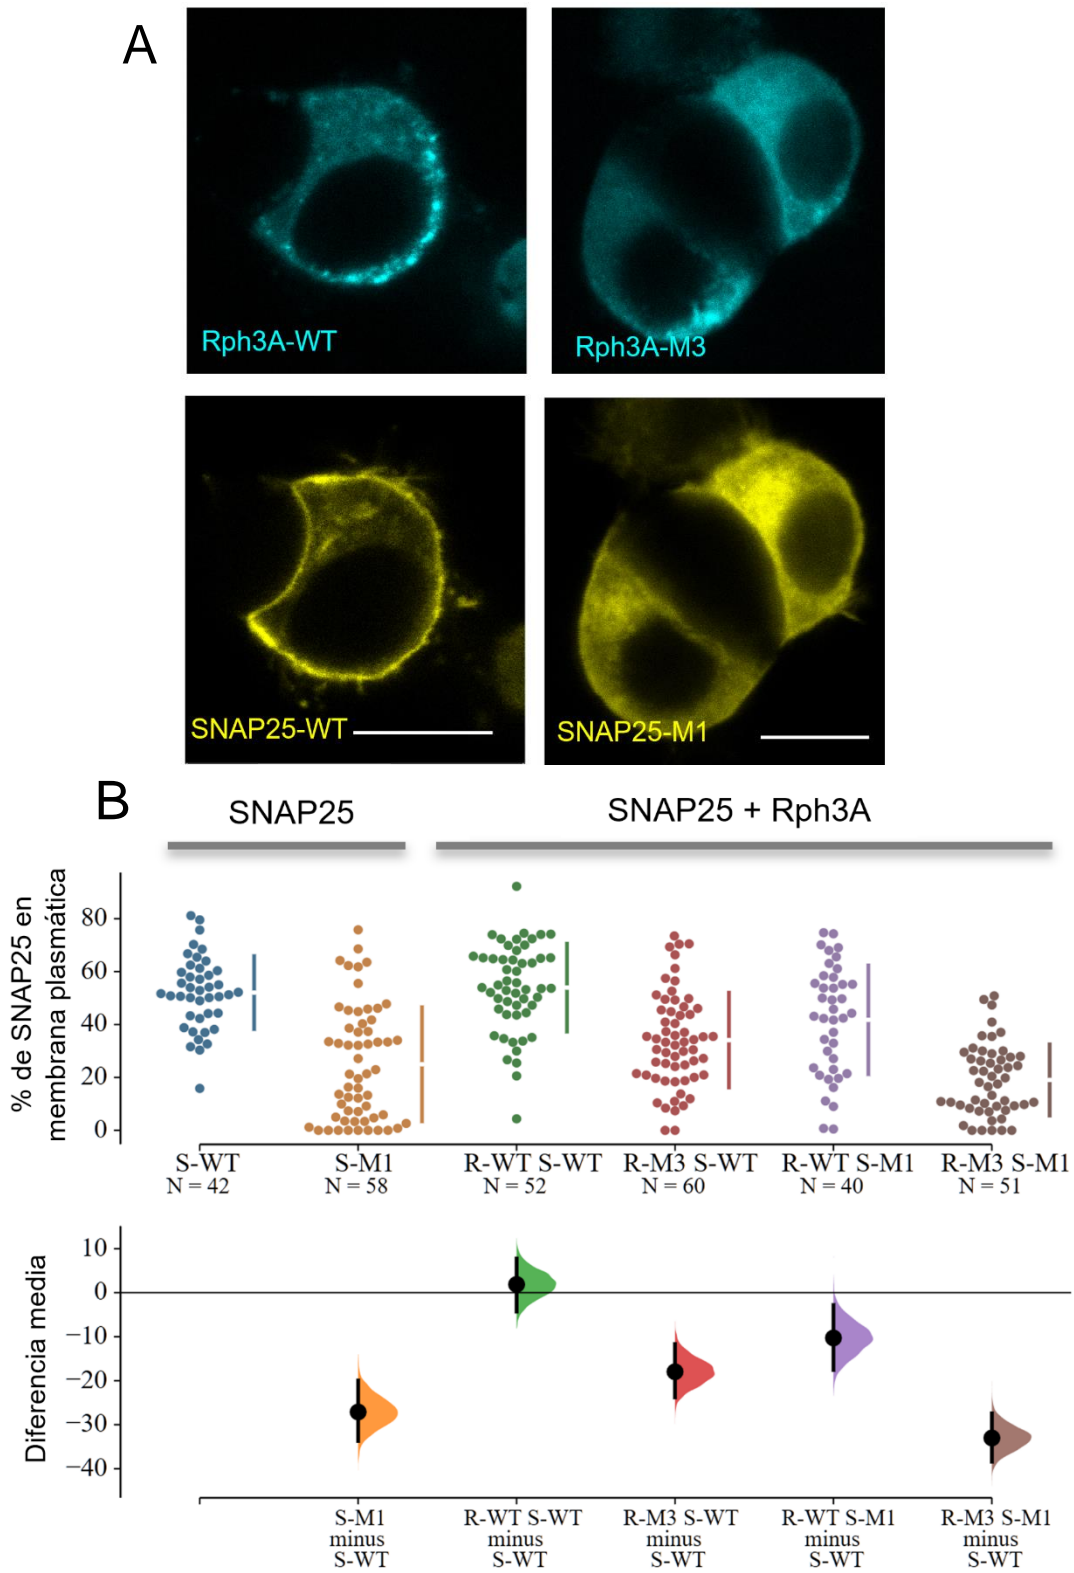 A
Rph3A-WT
Rph3A-M3
SNAP25-WT
SNAP25-M1
B
SNAP25
SNAP25 + Rph3A
% de SNAP25 en
membrana plasmática
80
60
40
20
0
S-WT
N = 42
S-M1
N = 58
R-WT S-WT
N = 52
R-M3 S-WT
N = 60
R-WT S-M1
N = 40
R-M3 S-M1
N = 51
Diferencia media
10
0
−10
−20
−30
−40
S-M1
minus
S-WT
R-WT S-WT
minus
S-WT
R-M3 S-WT
minus
S-WT
R-WT S-M1
minus
S-WT
R-M3 S-M1
minus
S-WT